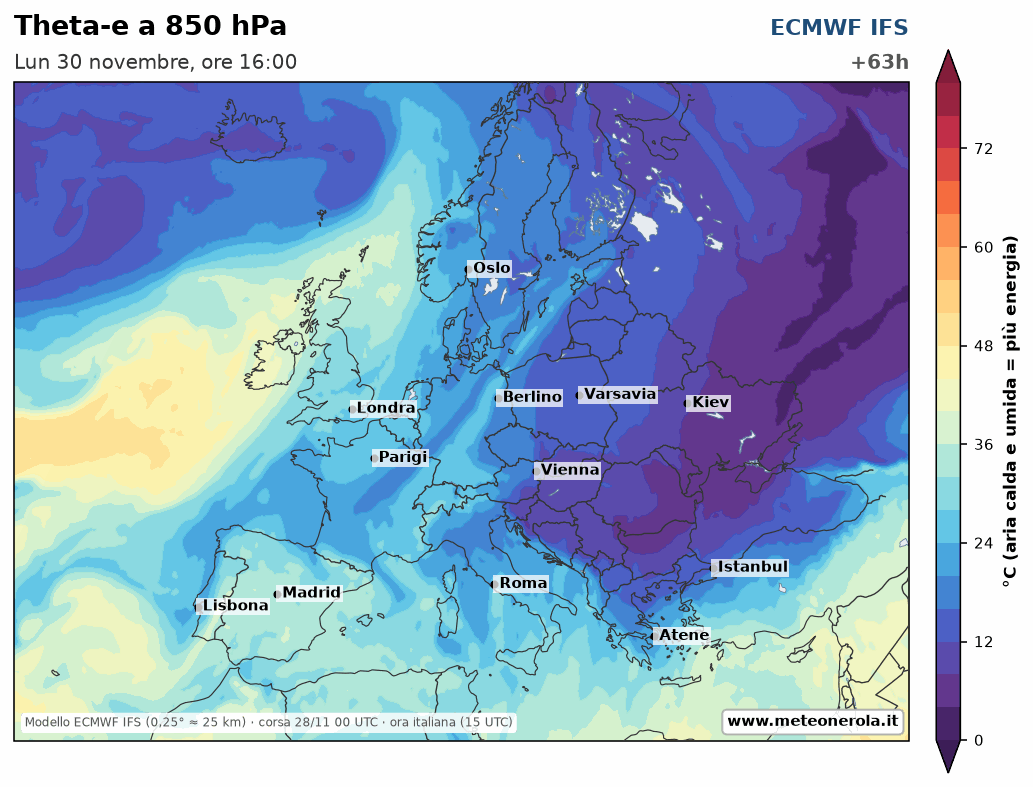 Theta-e a 850 hPa
ECMWF IFS
Lun 30 novembre, ore 16:00
+63h
Oslo
Londra
Berlino
Varsavia
Kiev
Parigi
Vienna
Istanbul
Roma
Madrid
Lisbona
Atene
72
60
48
36
24
12
0
°C (aria calda e umida = più energia)
Modello ECMWF IFS (0,25° ≈ 25 km) · corsa 28/11 00 UTC · ora italiana (15 UTC)
www.meteonerola.it